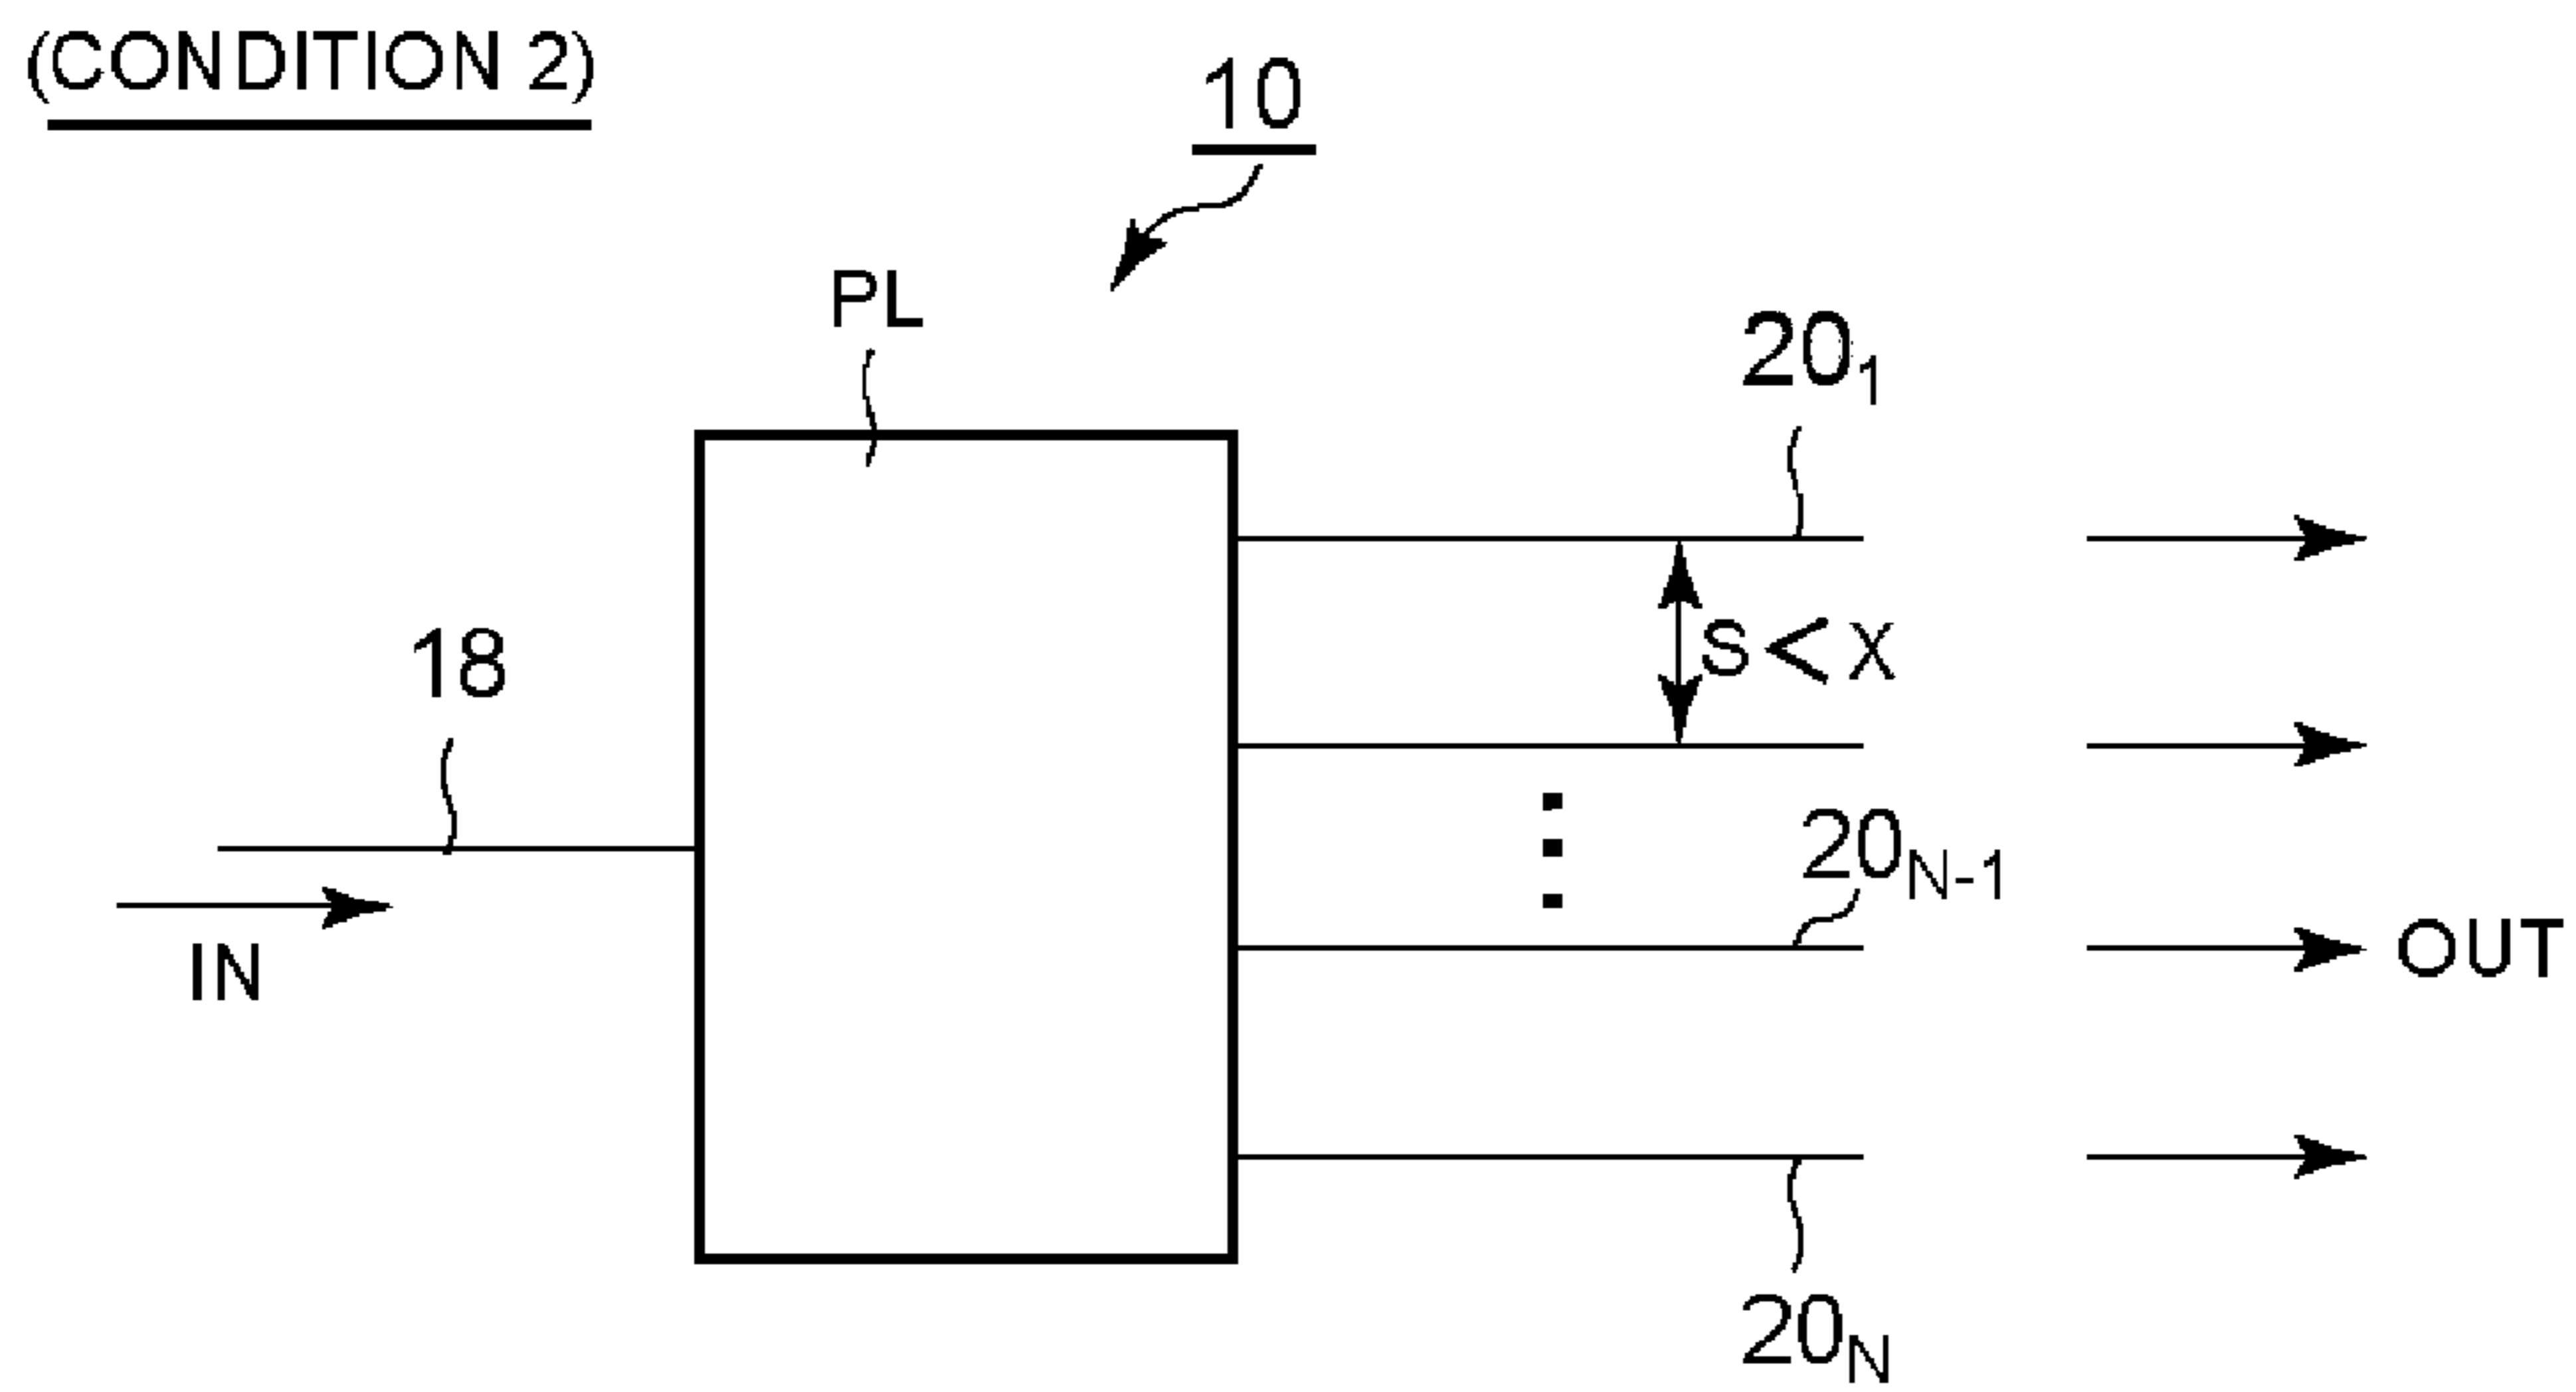 (CONDITION 2)
10
PL
20₁
18
S < X
20N-1
IN
OUT
20N